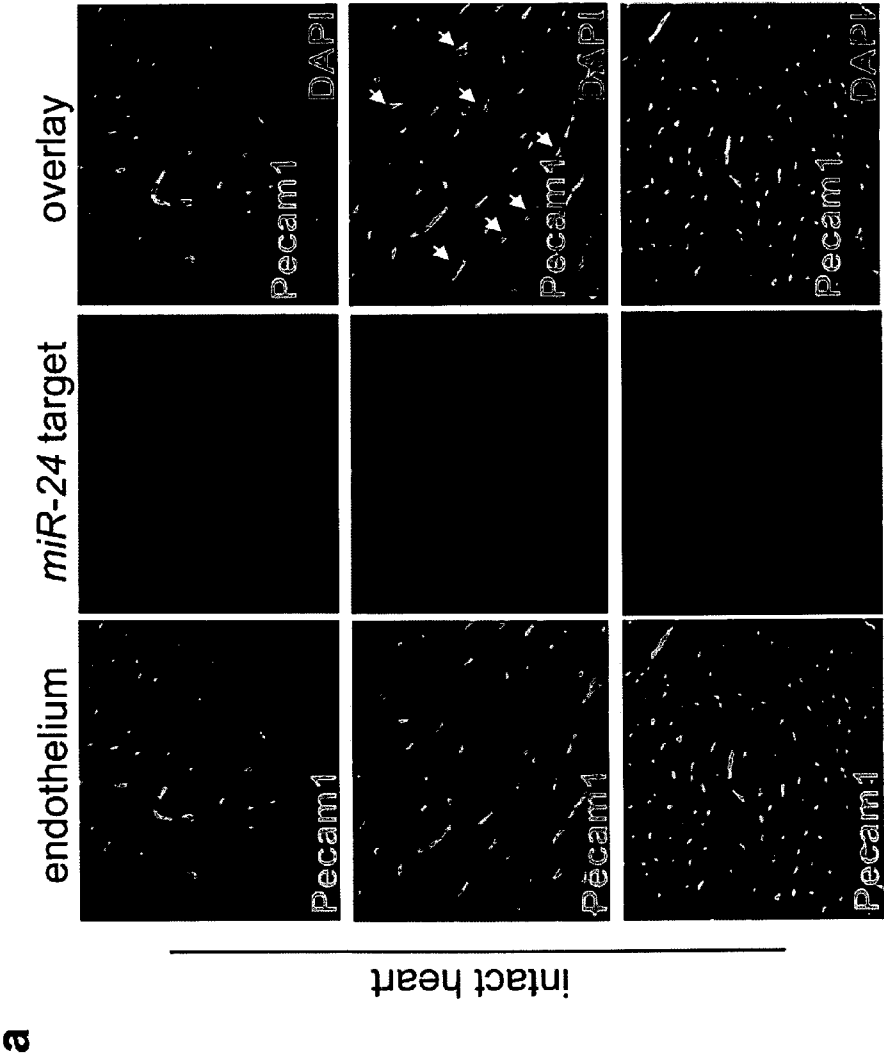 a
endothelium
miR-24 target
overlay
intact heart
Pecam1
Pecam1
DAPI
Pecam1
Pecam1
DAPI
Pecam1
Pecam1
DAPI